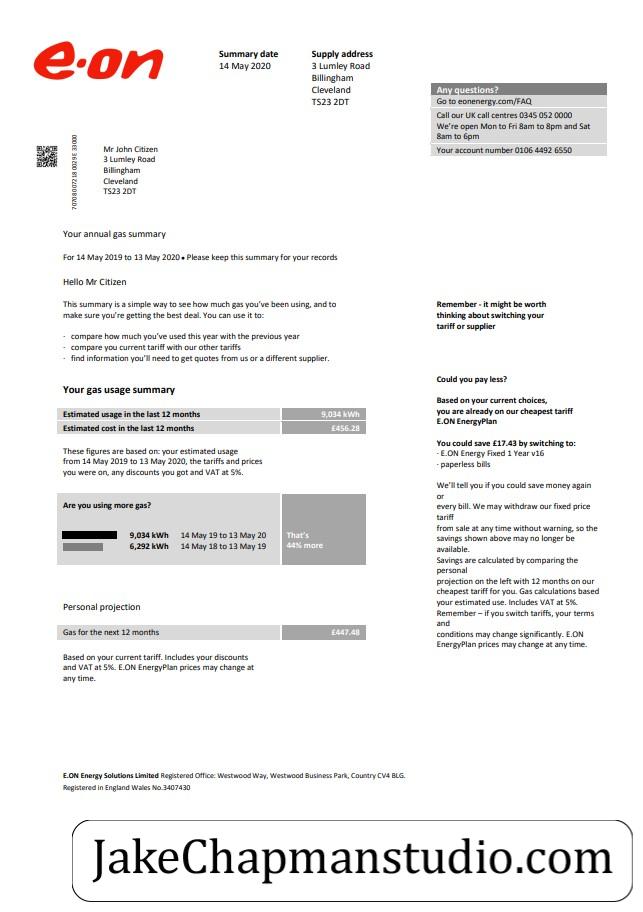 e·on
Summary date
14 May 2020
Supply address
3 Lumley Road
Billingham
Cleveland
TS23 2DT
Any questions?
Go to eonenergy.com/FAQ
Call our UK call centres 0345 052 0000
We're open Mon to Fri 8am to 8pm and Sat
8am to 6pm
Your account number 0106 4492 6550
Mr John Citizen
3 Lumley Road
Billingham
Cleveland
TS23 2DT
Your annual gas summary
For 14 May 2019 to 13 May 2020 • Please keep this summary for your records
Hello Mr Citizen
This summary is a simple way to see how much gas you've been using, and to
make sure you're getting the best deal. You can use it to:
· compare how much you've used this year with the previous year
· compare you current tariff with our other tariffs
· find information you'll need to get quotes from us or a different supplier.
Your gas usage summary
Estimated usage in the last 12 months 9,034 kWh
Estimated cost in the last 12 months £456.28
These figures are based on: your estimated usage
from 14 May 2019 to 13 May 2020, the tariffs and prices
you were on, any discounts you got and VAT at 5%.
Are you using more gas?
9,034 kWh 14 May 19 to 13 May 20
6,292 kWh 14 May 18 to 13 May 19
That's
44% more
Personal projection
Gas for the next 12 months £447.48
Based on your current tariff. Includes your discounts
and VAT at 5%. E.ON EnergyPlan prices may change at
any time.
Remember - it might be worth
thinking about switching your
tariff or supplier
Could you pay less?
Based on your current choices,
you are already on our cheapest tariff
E.ON EnergyPlan
You could save £17.43 by switching to:
- E.ON Energy Fixed 1 Year v16
- paperless bills
We'll tell you if you could save money again
or
every bill. We may withdraw our fixed price
tariff
from sale at any time without warning, so the
savings shown above may no longer be
available.
Savings are calculated by comparing the
personal
projection on the left with 12 months on our
cheapest tariff for you. Gas calculations based
your estimated use. Includes VAT at 5%.
Remember – if you switch tariffs, your terms
and
conditions may change significantly. E.ON
EnergyPlan prices may change at any time.
E.ON Energy Solutions Limited Registered Office: Westwood Way, Westwood Business Park, Country CV4 BLG.
Registered in England Wales No.3407430
JakeChapmanstudio.com